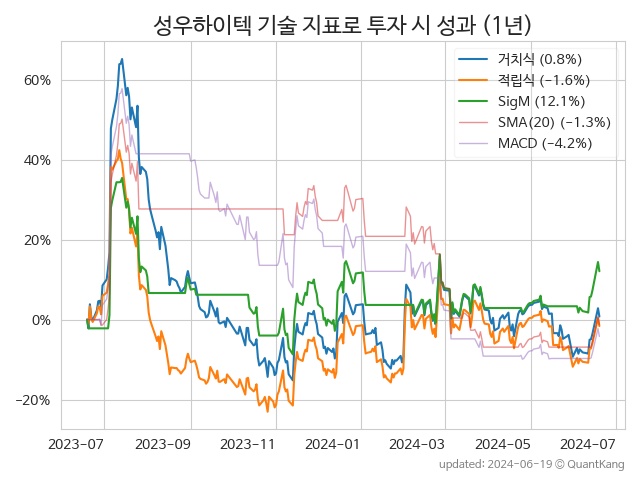 성우하이텍 기술 지표로 투자 시 성과 (1년)
거치식 (0.8%)
적립식 (−1.6%)
SigM (12.1%)
SMA(20) (−1.3%)
MACD (−4.2%)
60%
40%
20%
0%
−20%
2023-07
2023-09
2023-11
2024-01
2024-03
2024-05
2024-07
updated: 2024-06-19 © QuantKang